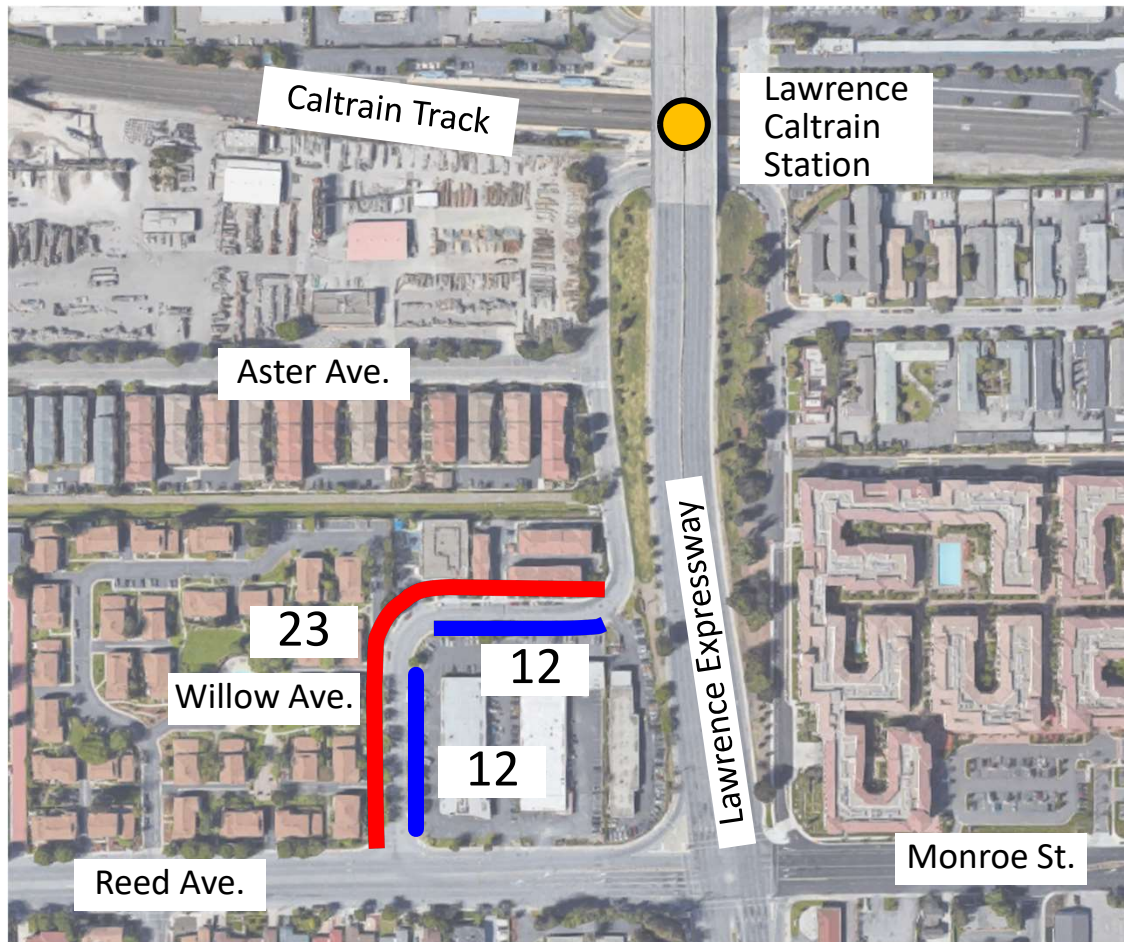 Caltrain Track
Lawrence
Caltrain
Station
Aster Ave.
23
12
Willow Ave.
Lawrence Expressway
12
Monroe St.
Reed Ave.